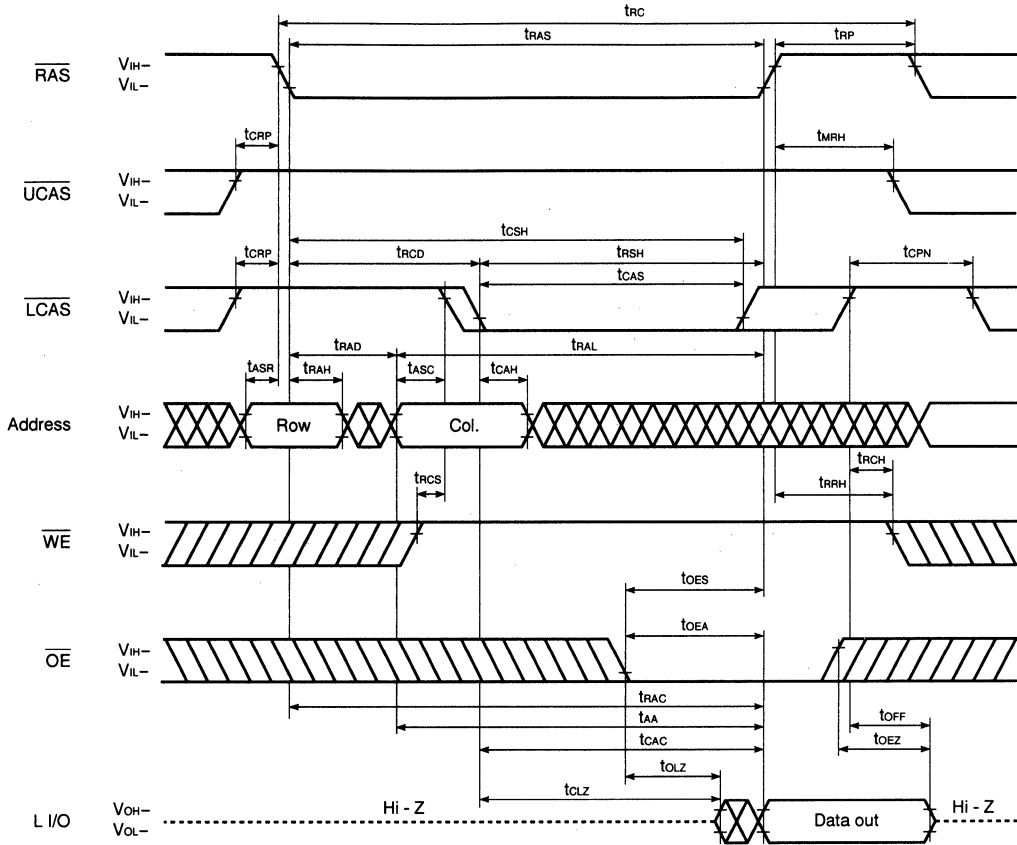 tRC
tRAS
tRP
RAS
VIH–
VIL–
tCRP
tMRH
UCAS
VIH–
VIL–
tCSH
tCRP
tRCD
tRSH
tCPN
tCAS
LCAS
VIH–
VIL–
tRAD
tRAL
tASR
tRAH
tASC
tCAH
Address
VIH–
VIL–
Row
Col.
tRCS
tRCH
tRRH
WE
VIH–
VIL–
tOES
tOEA
OE
VIH–
VIL–
tRAC
tAA
tOFF
tCAC
tOEZ
tOLZ
tCLZ
L I/O
VOH–
VOL–
Hi - Z
Data out
Hi - Z